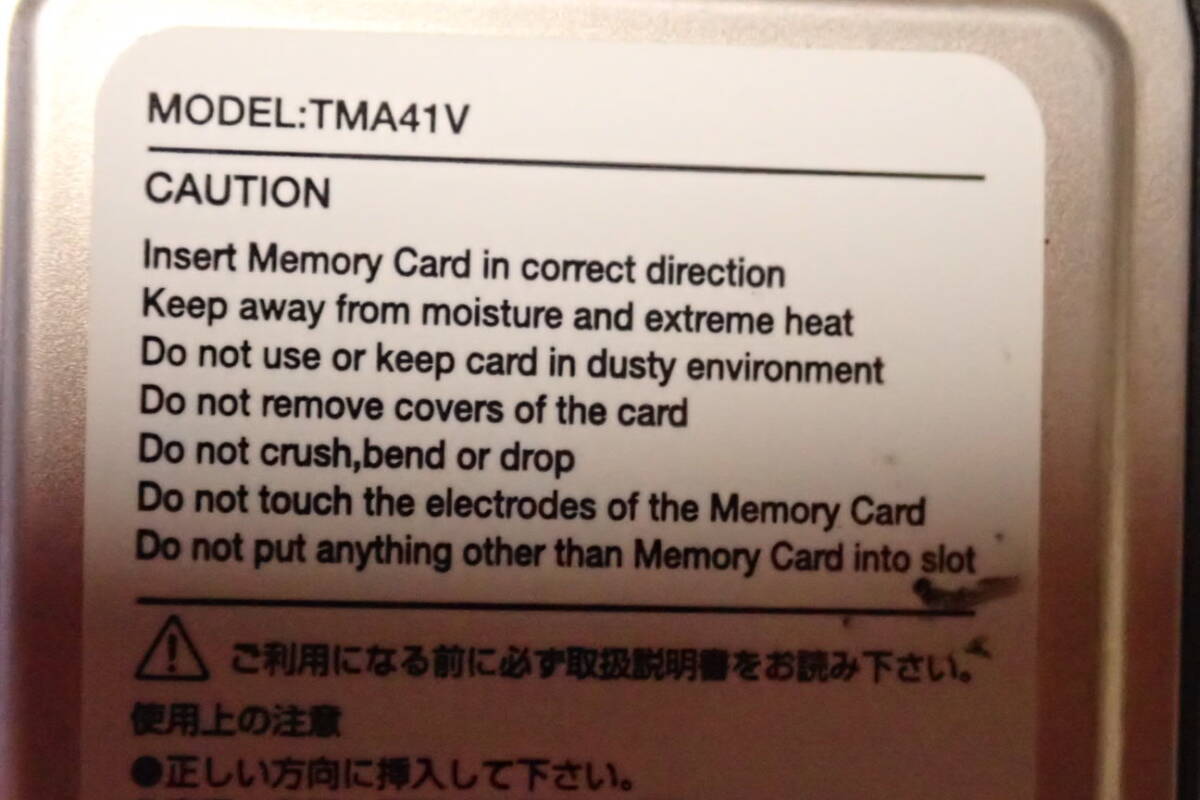 MODEL:TMA41V
CAUTION
Insert Memory Card in correct direction
Keep away from moisture and extreme heat
Do not use or keep card in dusty environment
Do not remove covers of the card
Do not crush,bend or drop
Do not touch the electrodes of the Memory Card
Do not put anything other than Memory Card into slot
ご利用になる前に必ず取扱説明書をお読み下さい。
使用上の注意
●正しい方向に挿入して下さい。